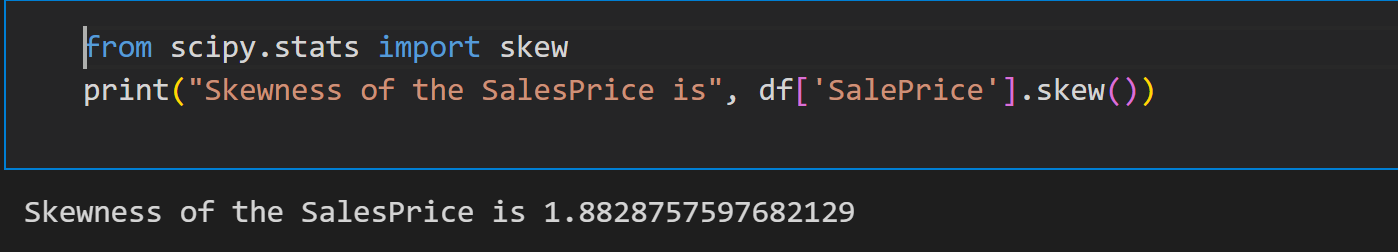 from scipy.stats import skew
print("Skewness of the SalesPrice is", df['SalePrice'].skew())
Skewness of the SalesPrice is 1.8828757597682129